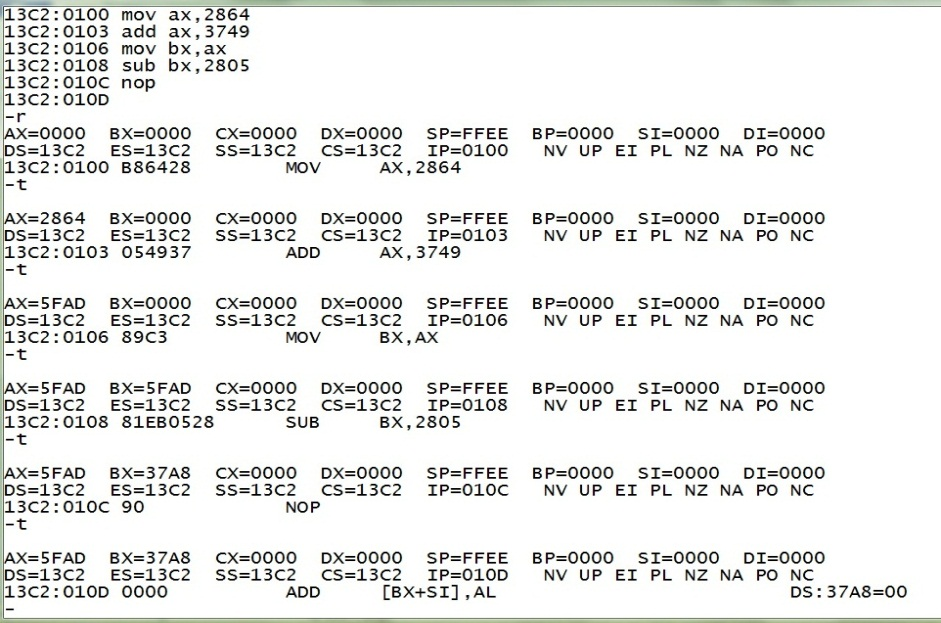 13C2:0100 mov ax,2864
13C2:0103 add ax,3749
13C2:0106 mov bx,ax
13C2:0108 sub bx,2805
13C2:010C nop
13C2:010D
-r
AX=0000  BX=0000  CX=0000  DX=0000  SP=FFEE  BP=0000  SI=0000  DI=0000
DS=13C2  ES=13C2  SS=13C2  CS=13C2  IP=0100   NV UP EI PL NZ NA PO NC
13C2:0100 B86428        MOV     AX,2864
-t
AX=2864  BX=0000  CX=0000  DX=0000  SP=FFEE  BP=0000  SI=0000  DI=0000
DS=13C2  ES=13C2  SS=13C2  CS=13C2  IP=0103   NV UP EI PL NZ NA PO NC
13C2:0103 054937        ADD     AX,3749
-t
AX=5FAD  BX=0000  CX=0000  DX=0000  SP=FFEE  BP=0000  SI=0000  DI=0000
DS=13C2  ES=13C2  SS=13C2  CS=13C2  IP=0106   NV UP EI PL NZ NA PO NC
13C2:0106 89C3          MOV     BX,AX
-t
AX=5FAD  BX=5FAD  CX=0000  DX=0000  SP=FFEE  BP=0000  SI=0000  DI=0000
DS=13C2  ES=13C2  SS=13C2  CS=13C2  IP=0108   NV UP EI PL NZ NA PO NC
13C2:0108 81EB0528      SUB     BX,2805
-t
AX=5FAD  BX=37A8  CX=0000  DX=0000  SP=FFEE  BP=0000  SI=0000  DI=0000
DS=13C2  ES=13C2  SS=13C2  CS=13C2  IP=010C   NV UP EI PL NZ NA PO NC
13C2:010C 90            NOP
-t
AX=5FAD  BX=37A8  CX=0000  DX=0000  SP=FFEE  BP=0000  SI=0000  DI=0000
DS=13C2  ES=13C2  SS=13C2  CS=13C2  IP=010D   NV UP EI PL NZ NA PO NC
13C2:010D 0000          ADD     [BX+SI],AL                         DS:37A8=00
-